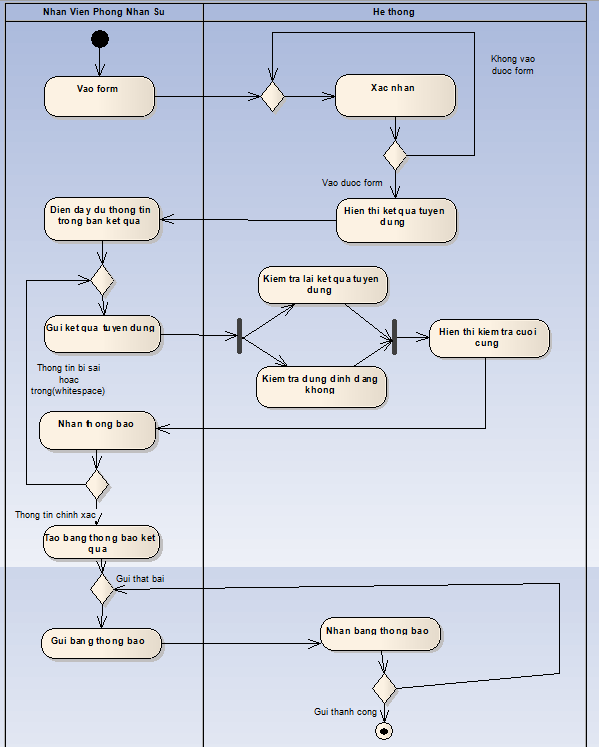 Nhan Vien Phong Nhan Su
He thong
Khong vao
duoc form
Vao form
Xac nhan
Vao duoc form
Dien day du thong tin
trong ban ket qua
Hien thi ket qua tuyen
dung
Kiem tra lai ket qua tuyen
dung
Gui ket qua tuyen dung
Hien thi kiem tra cuoi
cung
Thong tin bi sai
hoac
trong(whitespace)
Kiem tra dung dinh dang
khong
Nhan thong bao
Thong tin chinh xac
Tao bang thong bao ket
qua
Gui that bai
Gui bang thong bao
Nhan bang thong bao
Gui thanh cong